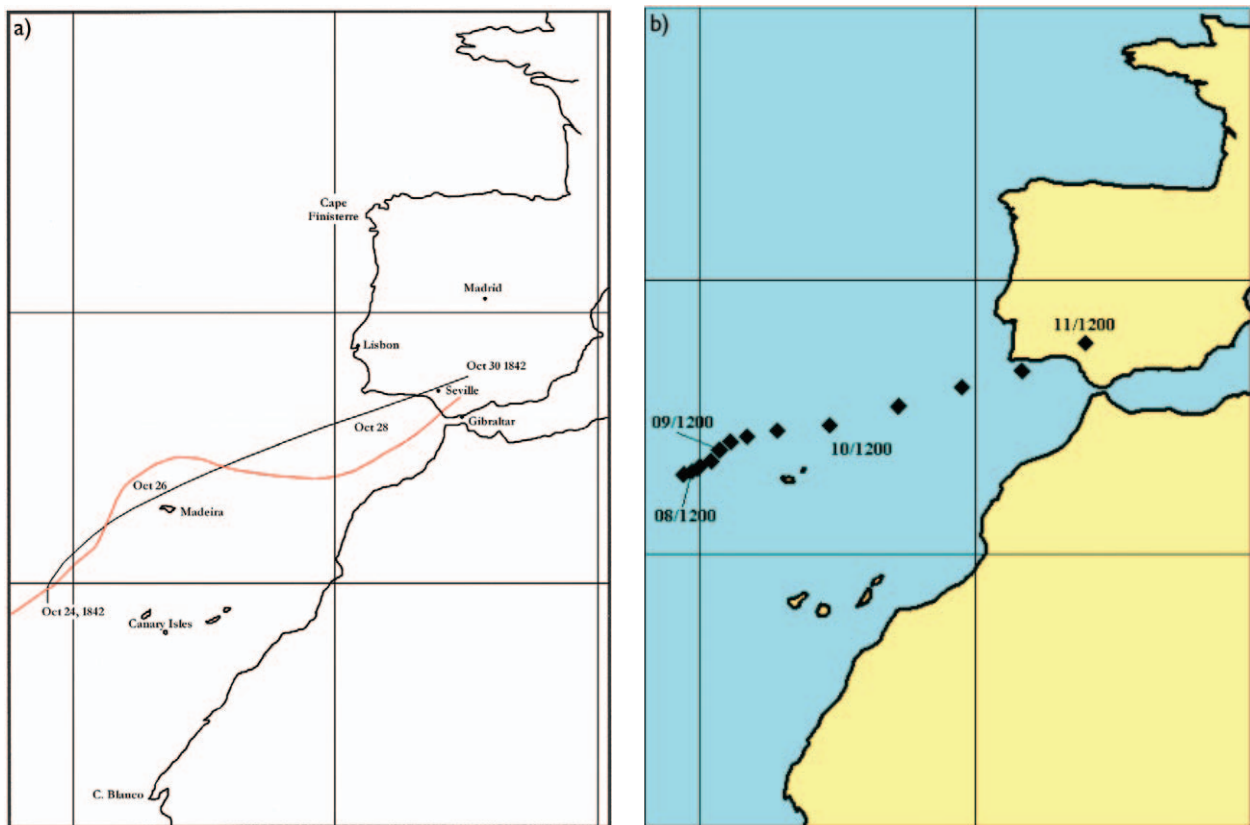 a)
Cape
Finisterre
Madrid
Lisbon
Oct 30 1842
Seville
Gibraltar
Oct 28
Oct 26
Madeira
Oct 24, 1842
Canary Isles
C. Blanco
b)
11/1200
09/1200
10/1200
08/1200